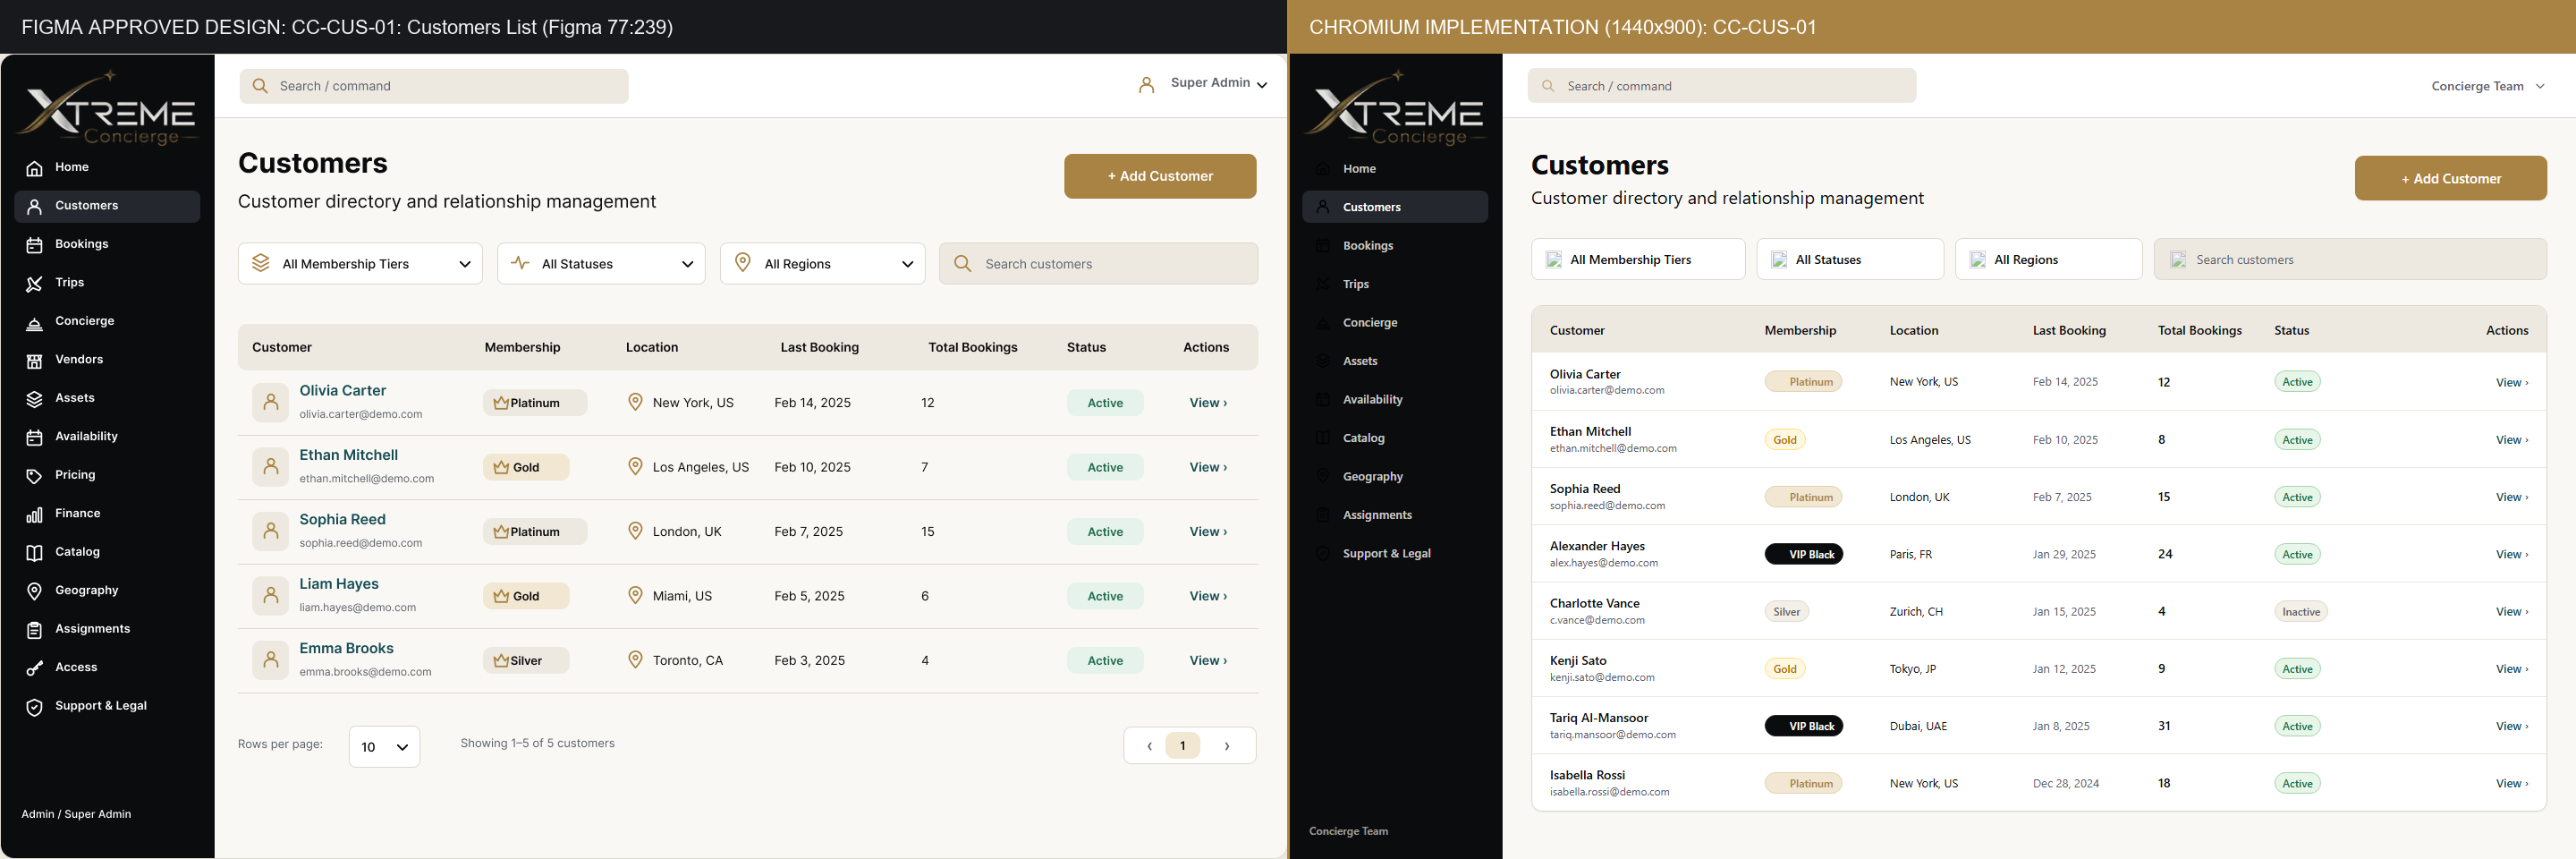 FIGMA APPROVED DESIGN: CC-CUS-01: Customers List (Figma 77:239)
XTREME
Concierge
Home
Customers
Bookings
Trips
Concierge
Vendors
Assets
Availability
Pricing
Finance
Catalog
Geography
Assignments
Access
Support & Legal
Admin / Super Admin
Search / command
Super Admin
Customers
Customer directory and relationship management
+ Add Customer
All Membership Tiers All Statuses All Regions Search customers
Customer Membership Location Last Booking Total Bookings Status Actions
Olivia Carter
olivia.carter@demo.com
Platinum New York, US Feb 14, 2025 12 Active View ›
Ethan Mitchell
ethan.mitchell@demo.com
Gold Los Angeles, US Feb 10, 2025 7 Active View ›
Sophia Reed
sophia.reed@demo.com
Platinum London, UK Feb 7, 2025 15 Active View ›
Liam Hayes
liam.hayes@demo.com
Gold Miami, US Feb 5, 2025 6 Active View ›
Emma Brooks
emma.brooks@demo.com
Silver Toronto, CA Feb 3, 2025 4 Active View ›
Rows per page: 10 Showing 1–5 of 5 customers ‹ 1 ›
CHROMIUM IMPLEMENTATION (1440x900): CC-CUS-01
XTREME
Concierge
Home
Customers
Bookings
Trips
Concierge
Assets
Availability
Catalog
Geography
Assignments
Support & Legal
Concierge Team
Search / command
Concierge Team
Customers
Customer directory and relationship management
+ Add Customer
All Membership Tiers All Statuses All Regions Search customers
Customer Membership Location Last Booking Total Bookings Status Actions
Olivia Carter
olivia.carter@demo.com
Platinum New York, US Feb 14, 2025 12 Active View ›
Ethan Mitchell
ethan.mitchell@demo.com
Gold Los Angeles, US Feb 10, 2025 8 Active View ›
Sophia Reed
sophia.reed@demo.com
Platinum London, UK Feb 7, 2025 15 Active View ›
Alexander Hayes
alex.hayes@demo.com
VIP Black Paris, FR Jan 29, 2025 24 Active View ›
Charlotte Vance
c.vance@demo.com
Silver Zurich, CH Jan 15, 2025 4 Inactive View ›
Kenji Sato
kenji.sato@demo.com
Gold Tokyo, JP Jan 12, 2025 9 Active View ›
Tariq Al-Mansoor
tariq.mansoor@demo.com
VIP Black Dubai, UAE Jan 8, 2025 31 Active View ›
Isabella Rossi
isabella.rossi@demo.com
Platinum New York, US Dec 28, 2024 18 Active View ›